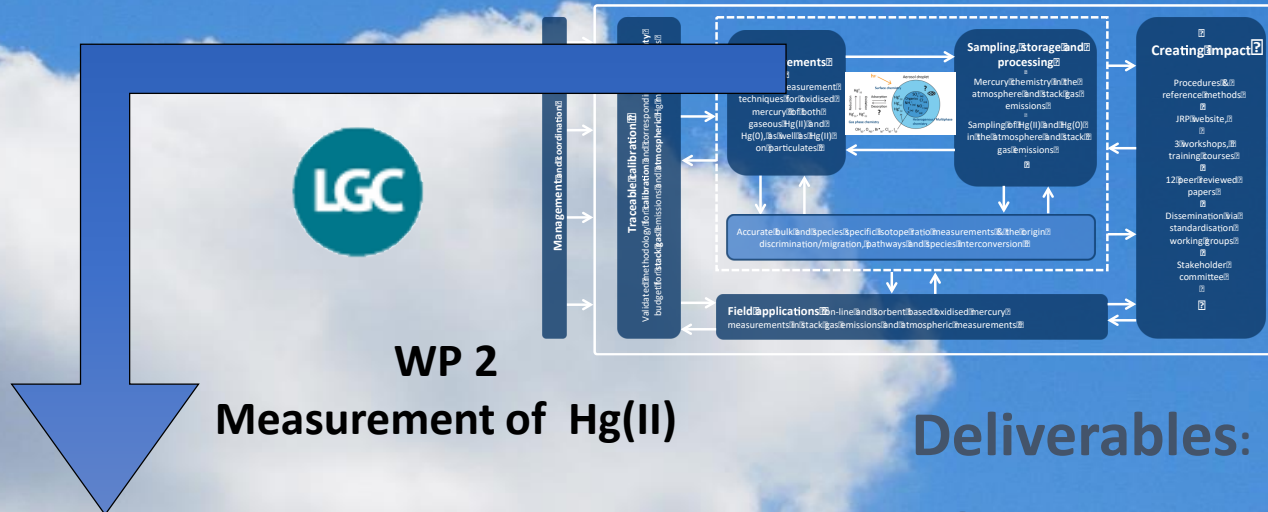 LGC
WP 2
Measurement of Hg(II)
Deliverables:
Management and coordination
Traceable calibration
Validated methodology for calibration and correspondi
budget for stack gas emissions and atmospheric
ements
easurement
techniques for oxidised
mercury of both
gaseous Hg(II) and
Hg(0), as well as Hg(II)
on particulates
Sampling, storage and
processing
Mercury chemistry in the
atmosphere and stack gas
emissions
Sampling of Hg(II) and Hg(0)
in the atmosphere and stack
gas emissions
Accurate bulk and species specific isotope ratio measurements & the origin
discrimination/migration, pathways and species interconversion
Field applications on-line and sorbent based oxidised mercury
measurements in stack gas emissions and atmospheric measurements
Creating impact
Procedures &
reference methods
JRP website,
3 workshops,
training courses
12 peer reviewed
papers
Dissemination via
standardisation
working groups
Stakeholder
committee